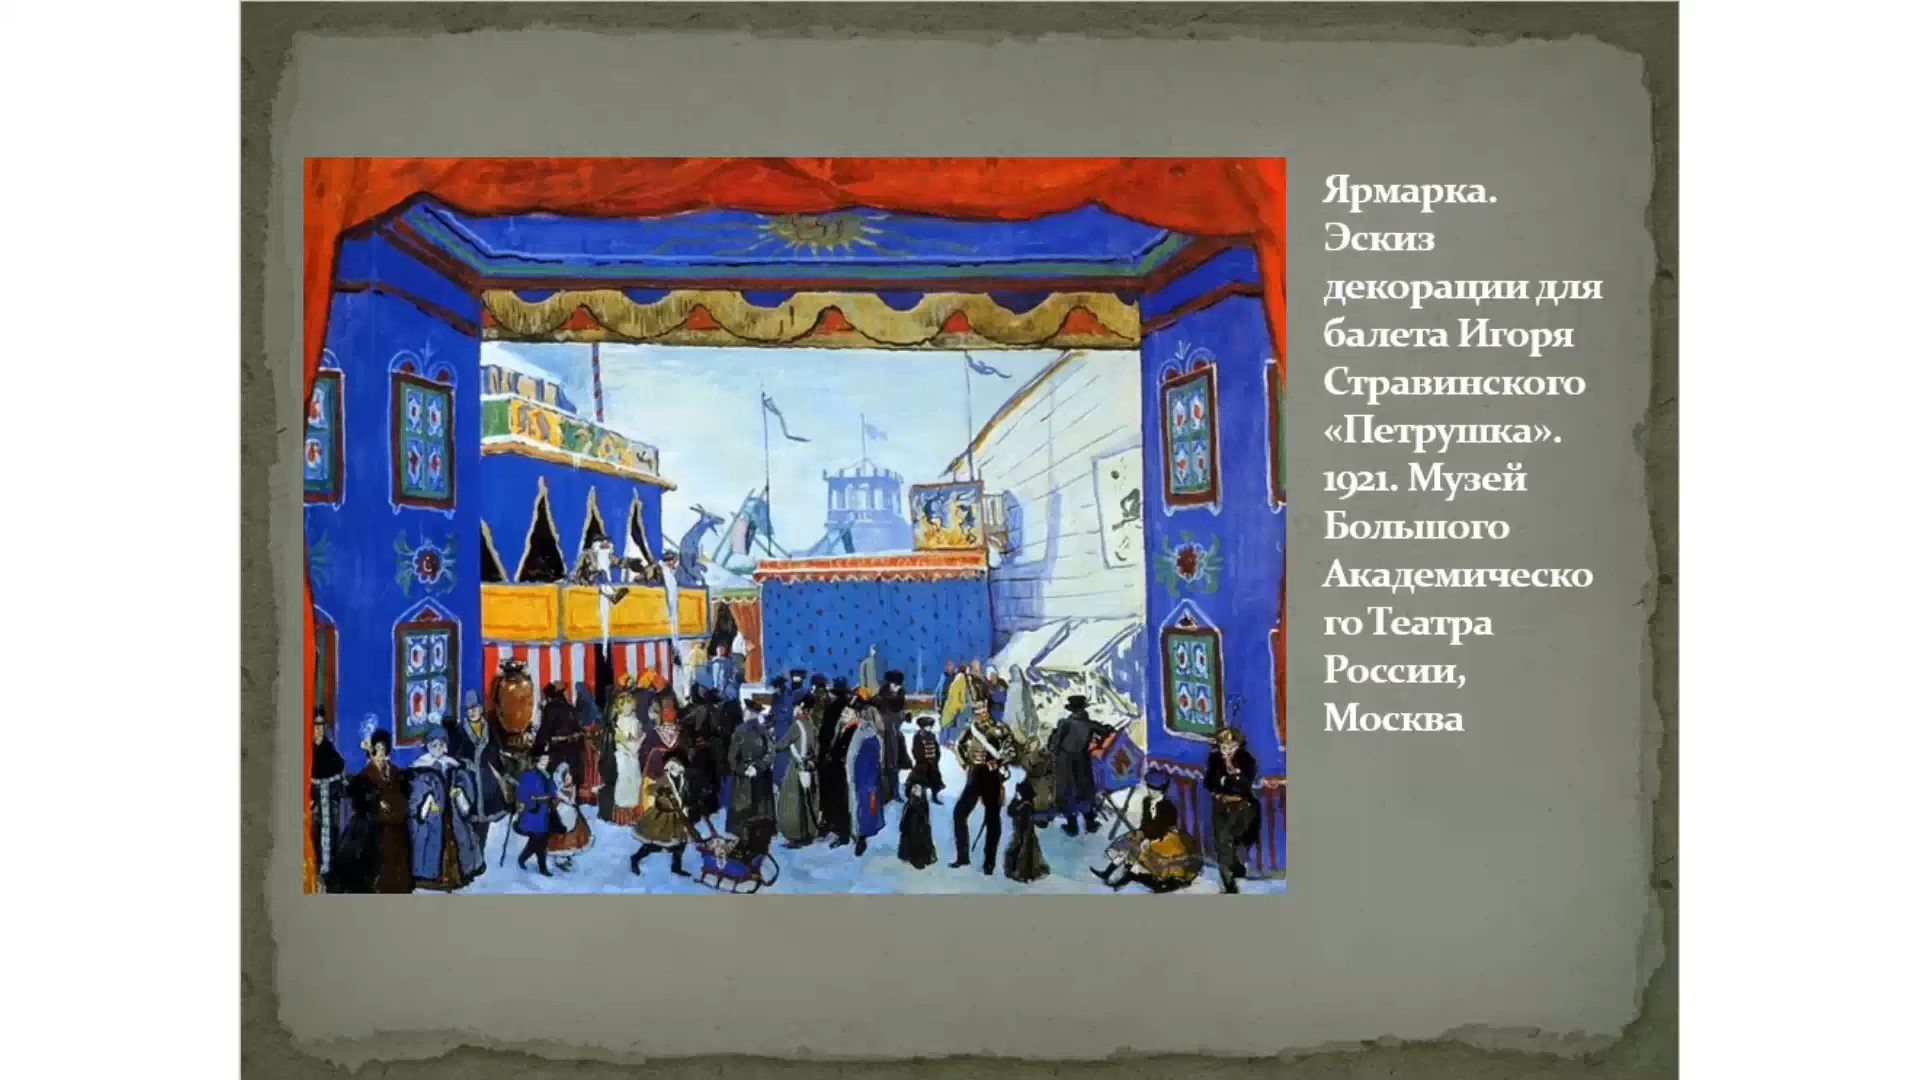 Ярмарка.
Эскиз
декорации для
балета Игоря
Стравинского
«Петрушка».
1921. Музей
Большого
Академическо
го Театра
России,
Москва